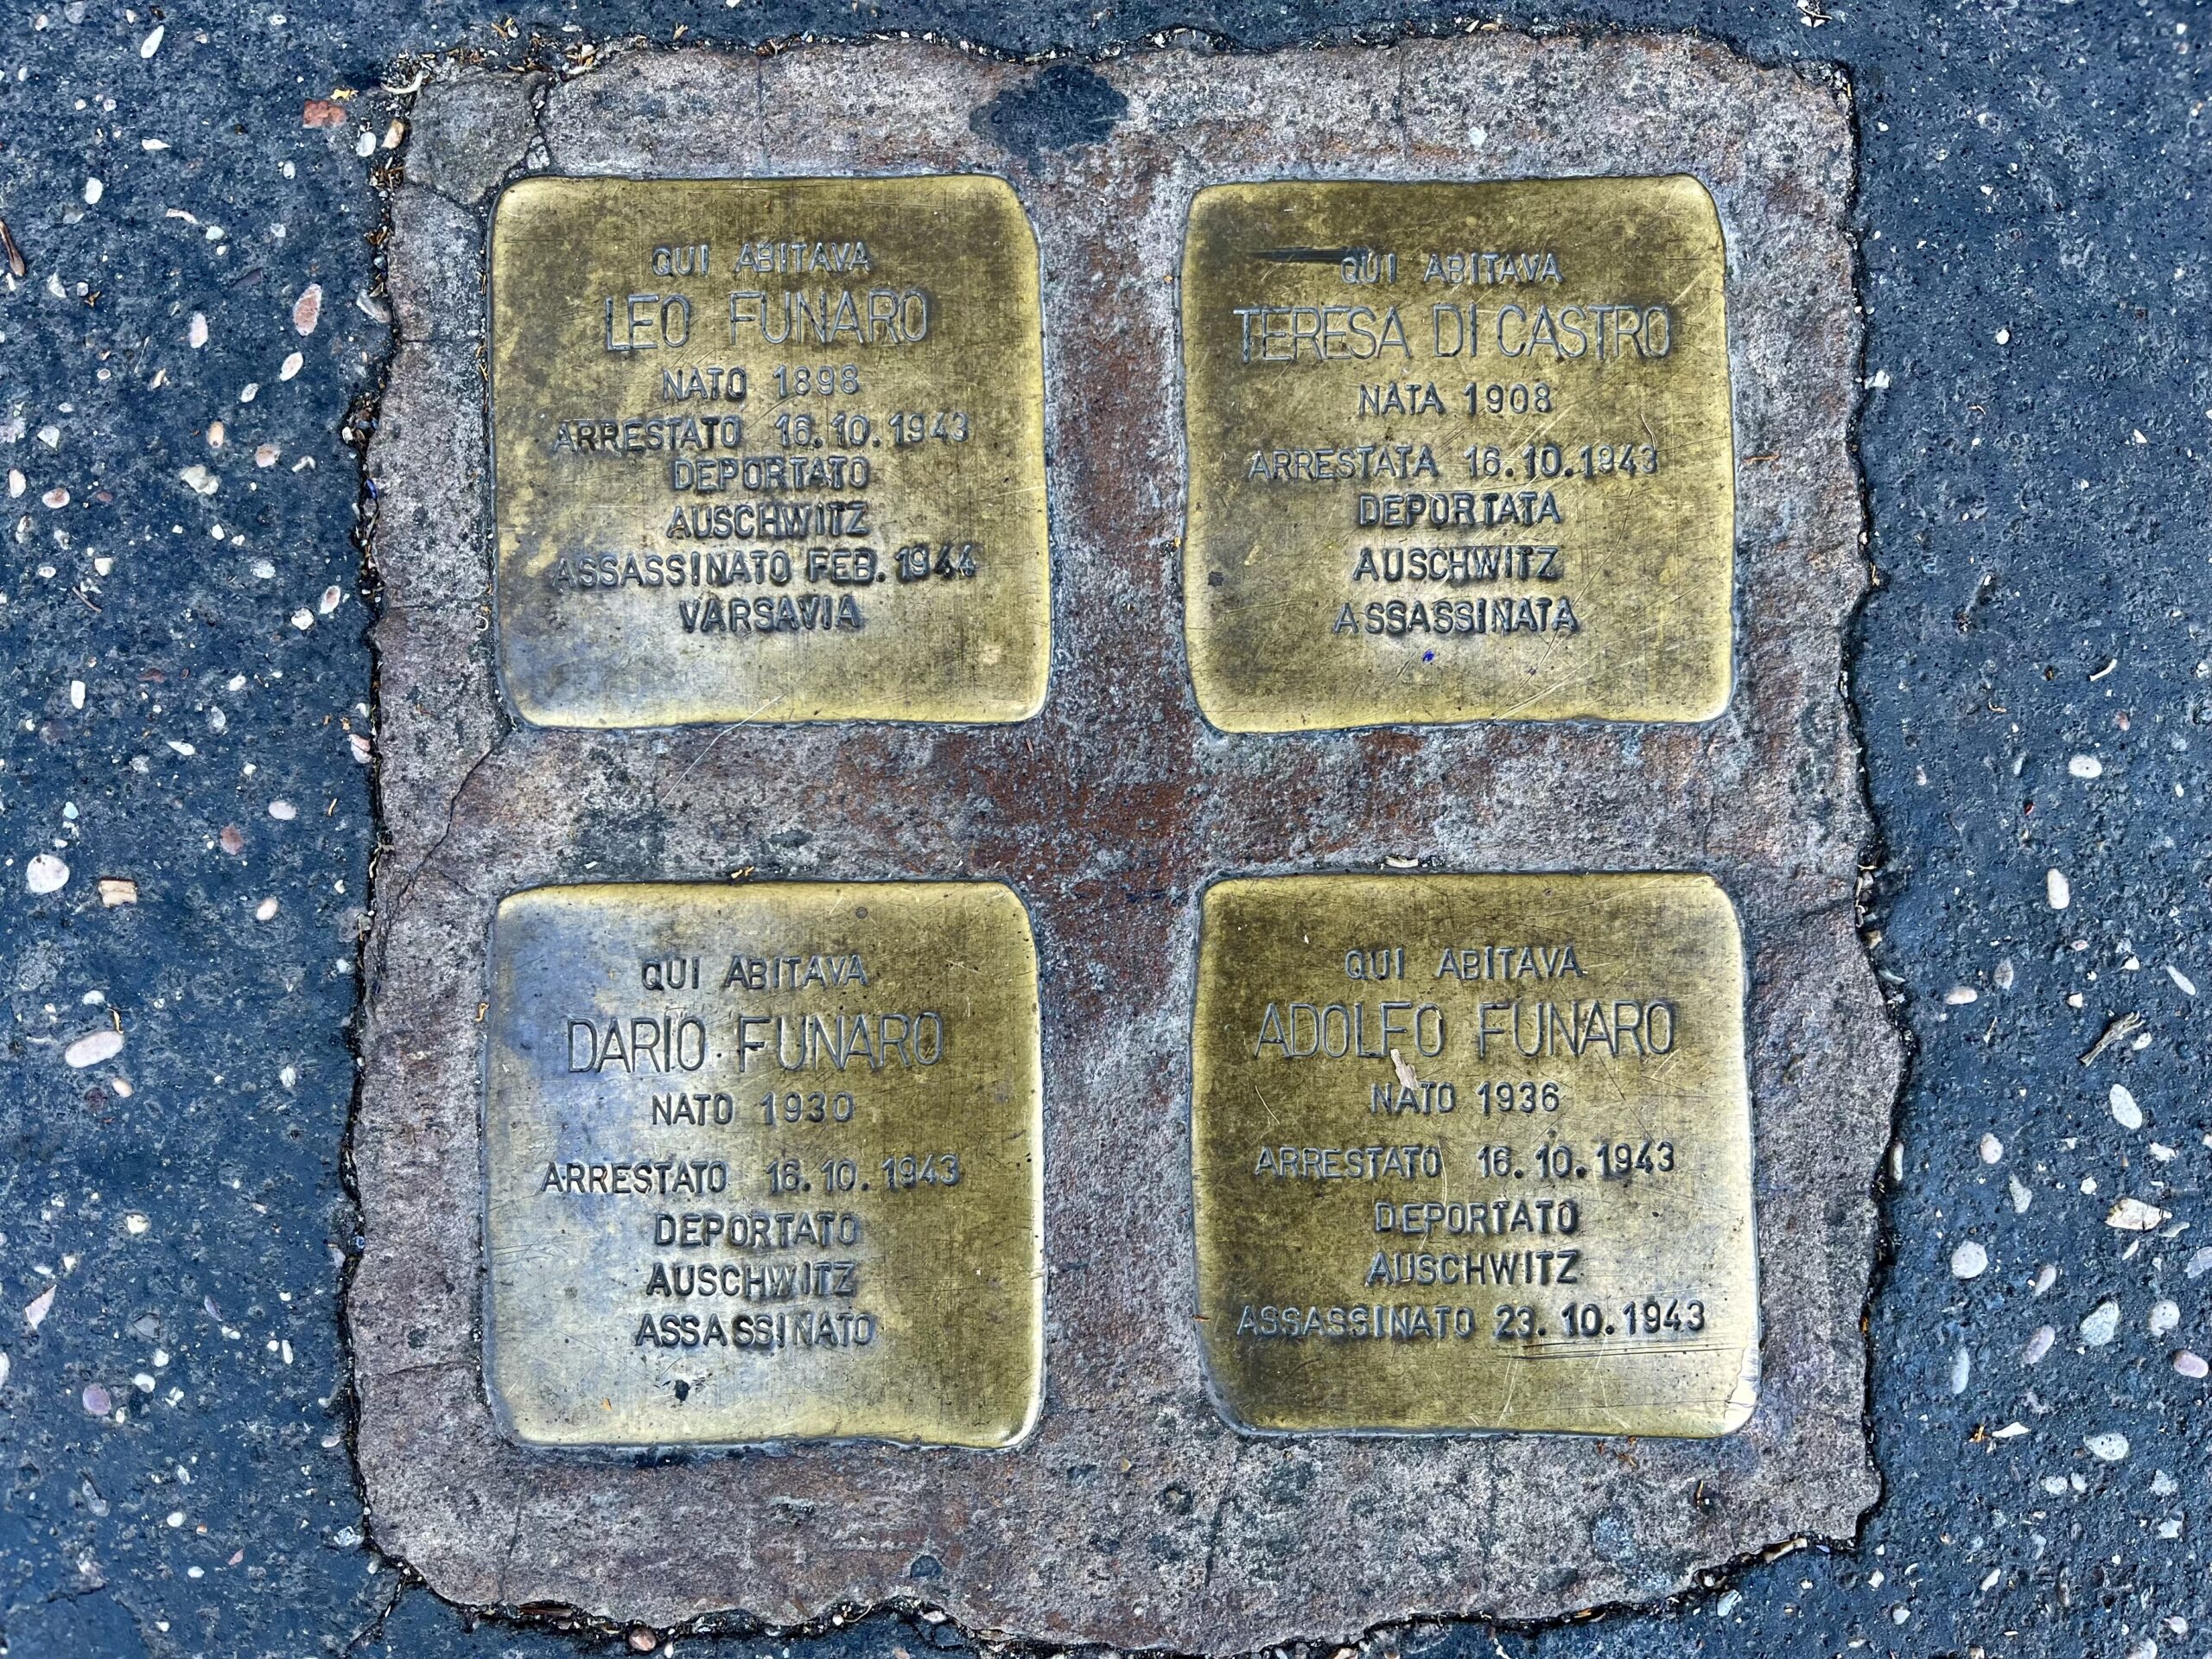 QUI ABITAVA
LEO FUNARO
NATO 1898
ARRESTATO 16.10.1943
DEPORTATO
AUSCHWITZ
ASSASSINATO FEB. 1944
VARSAVIA
QUI ABITAVA
TERESA DI CASTRO
NATA 1908
ARRESTATA 16.10.1943
DEPORTATA
AUSCHWITZ
ASSASSINATA
QUI ABITAVA
DARIO FUNARO
NATO 1930
ARRESTATO 16.10.1943
DEPORTATO
AUSCHWITZ
ASSASSINATO
QUI ABITAVA
ADOLFO FUNARO
NATO 1936
ARRESTATO 16.10.1943
DEPORTATO
AUSCHWITZ
ASSASSINATO 23.10.1943